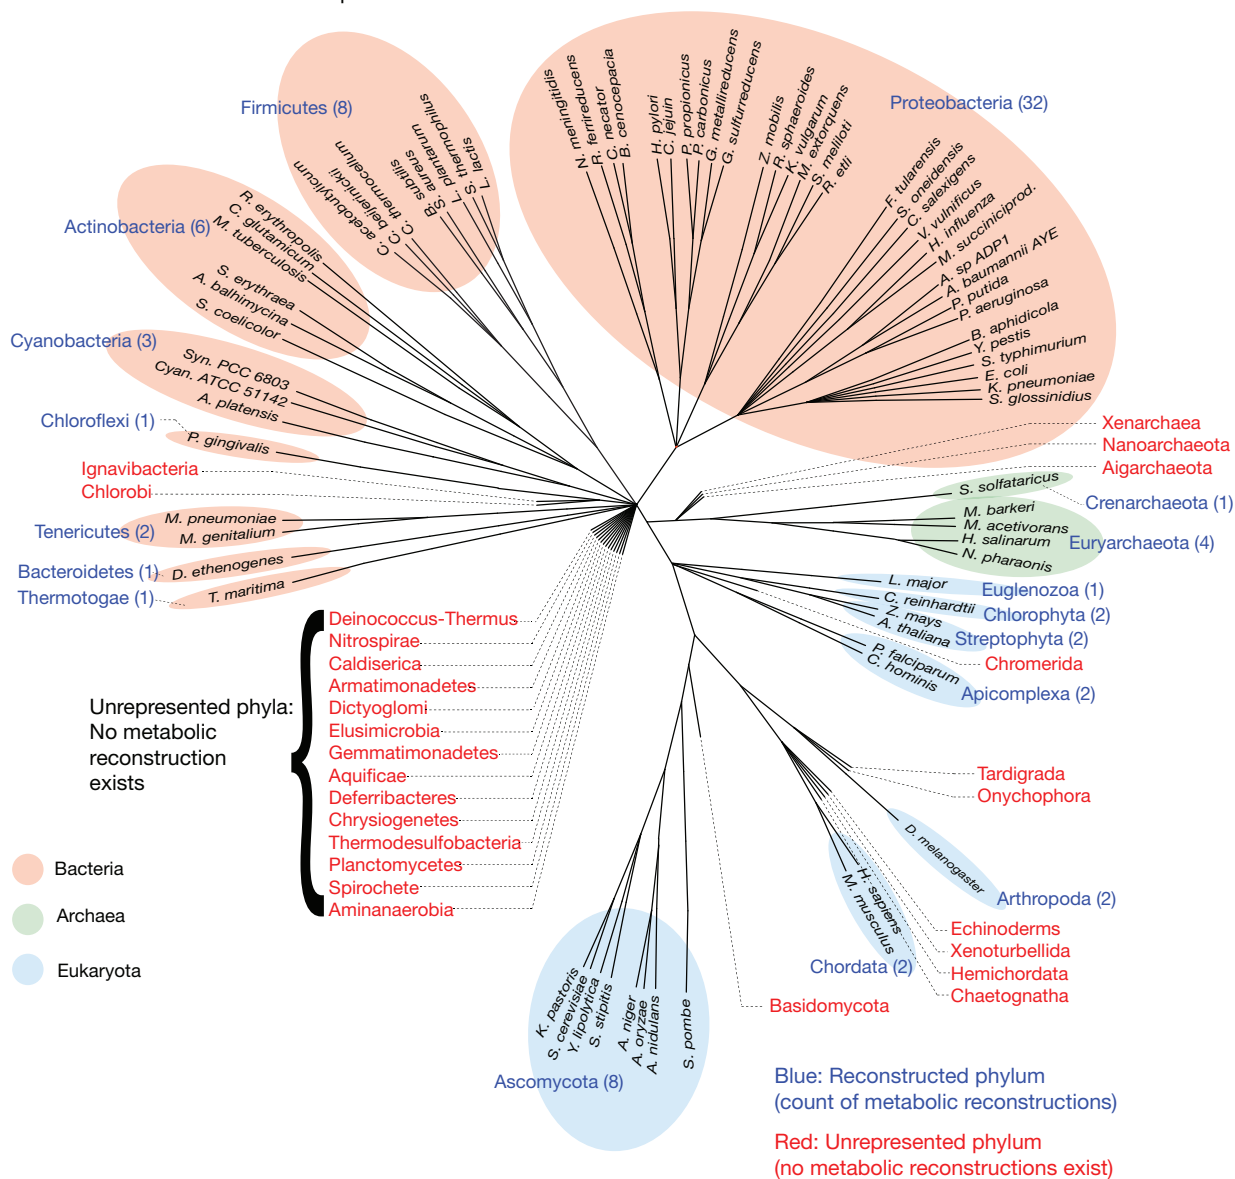 Firmicutes (8)
Proteobacteria (32)
Actinobacteria (6)
Cyanobacteria (3)
Chloroflexi (1)
Ignavibacteria
Chlorobi
Tenericutes (2)
Bacteroidetes (1)
Thermotogae (1)
C. acetobutylicum
C. beijerinckii
C. thermocellum
B. subtilis
S. aureus
L. plantarum
S. thermophilus
L. lactis
N. meningitidis
R. ferrireducens
C. necator
B. cenocepacia
H. pylori
C. jejuin
P. propionicus
P. carbonicus
G. metallireducens
G. sulfurreducens
Z. mobilis
R. sphaeroides
K. vulgarum
M. extorquens
S. meliloti
R. etli
F. tularensis
S. oneidensis
C. salexigens
V. vulnificus
H. influenza
M. succiniciprod.
A. sp ADP1
A. baumannii AYE
P. putida
P. aeruginosa
B. aphidicola
Y. pestis
S. typhimurium
E. coli
K. pneumoniae
S. glossinidius
R. erythropolis
C. glutamicum
M. tuberculosis
S. erythraea
A. balhimycina
S. coelicolor
Syn. PCC 6803
Cyan. ATCC 51142
A. platensis
P. gingivalis
M. pneumoniae
M. genitalium
D. ethenogenes
T. maritima
Xenarchaea
Nanoarchaeota
Aigarchaeota
S. solfataricus
Crenarchaeota (1)
M. barkeri
M. acetivorans
H. salinarum
N. pharaonis
Euryarchaeota (4)
L. major
Euglenozoa (1)
C. reinhardtii
Chlorophyta (2)
Z. mays
A. thaliana
Streptophyta (2)
Chromerida
P. falciparum
C. hominis
Apicomplexa (2)
Tardigrada
Onychophora
D. melanogaster
Arthropoda (2)
H. sapiens
M. musculus
Chordata (2)
Echinoderms
Xenoturbellida
Hemichordata
Chaetognatha
Basidomycota
K. pastoris
S. cerevisiae
Y. lipolytica
S. stipitis
A. niger
A. oryzae
A. nidulans
S. pombe
Ascomycota (8)
Unrepresented phyla:
No metabolic
reconstruction
exists
Deinococcus-Thermus
Nitrospirae
Caldiserica
Armatimonadetes
Dictyoglomi
Elusimicrobia
Gemmatimonadetes
Aquificae
Deferribacteres
Chrysiogenetes
Thermodesulfobacteria
Planctomycetes
Spirochete
Aminanaerobia
Bacteria
Archaea
Eukaryota
Blue: Reconstructed phylum
(count of metabolic reconstructions)
Red: Unrepresented phylum
(no metabolic reconstructions exist)